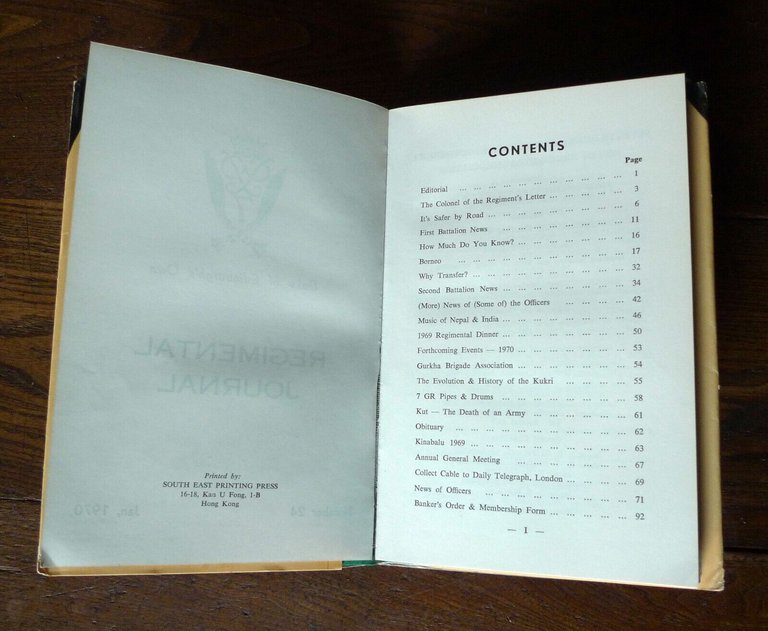 REGIMENTAL
JOURNAL
Number 24 Jan, 1970
Printed by:
SOUTH EAST PRINTING PRESS
16-18, Kan U Fong, 1-B
Hong Kong
CONTENTS
Page
Editorial ... ... ... ... ... ... ... ... ... ... ... 1
The Colonel of the Regiment's Letter ... ... ... ... ... 3
It's Safer by Road ... ... ... ... ... ... ... ... ... 6
First Battalion News ... ... ... ... ... ... ... ... ... 11
How Much Do You Know? ... ... ... ... ... ... ... 16
Borneo ... ... ... ... ... ... ... ... ... ... ... 17
Why Transfer? ... ... ... ... ... ... ... ... ... ... 32
Second Battalion News ... ... ... ... ... ... ... ... 34
(More) News of (Some of) the Officers ... ... ... ... 42
Music of Nepal & India ... ... ... ... ... ... ... ... 46
1969 Regimental Dinner ... ... ... ... ... ... ... ... 50
Forthcoming Events — 1970 ... ... ... ... ... ... ... 53
Gurkha Brigade Association ... ... ... ... ... ... ... 54
The Evolution & History of the Kukri ... ... ... ... 55
7 GR Pipes & Drums ... ... ... ... ... ... ... ... 58
Kut — The Death of an Army ... ... ... ... ... ... 61
Obituary ... ... ... ... ... ... ... ... ... ... ... 62
Kinabalu 1969 ... ... ... ... ... ... ... ... ... ... 63
Annual General Meeting ... ... ... ... ... ... ... 67
Collect Cable to Daily Telegraph, London ... ... ... ... 69
News of Officers ... ... ... ... ... ... ... ... ... 71
Banker's Order & Membership Form ... ... ... ... ... 92
— 1 —